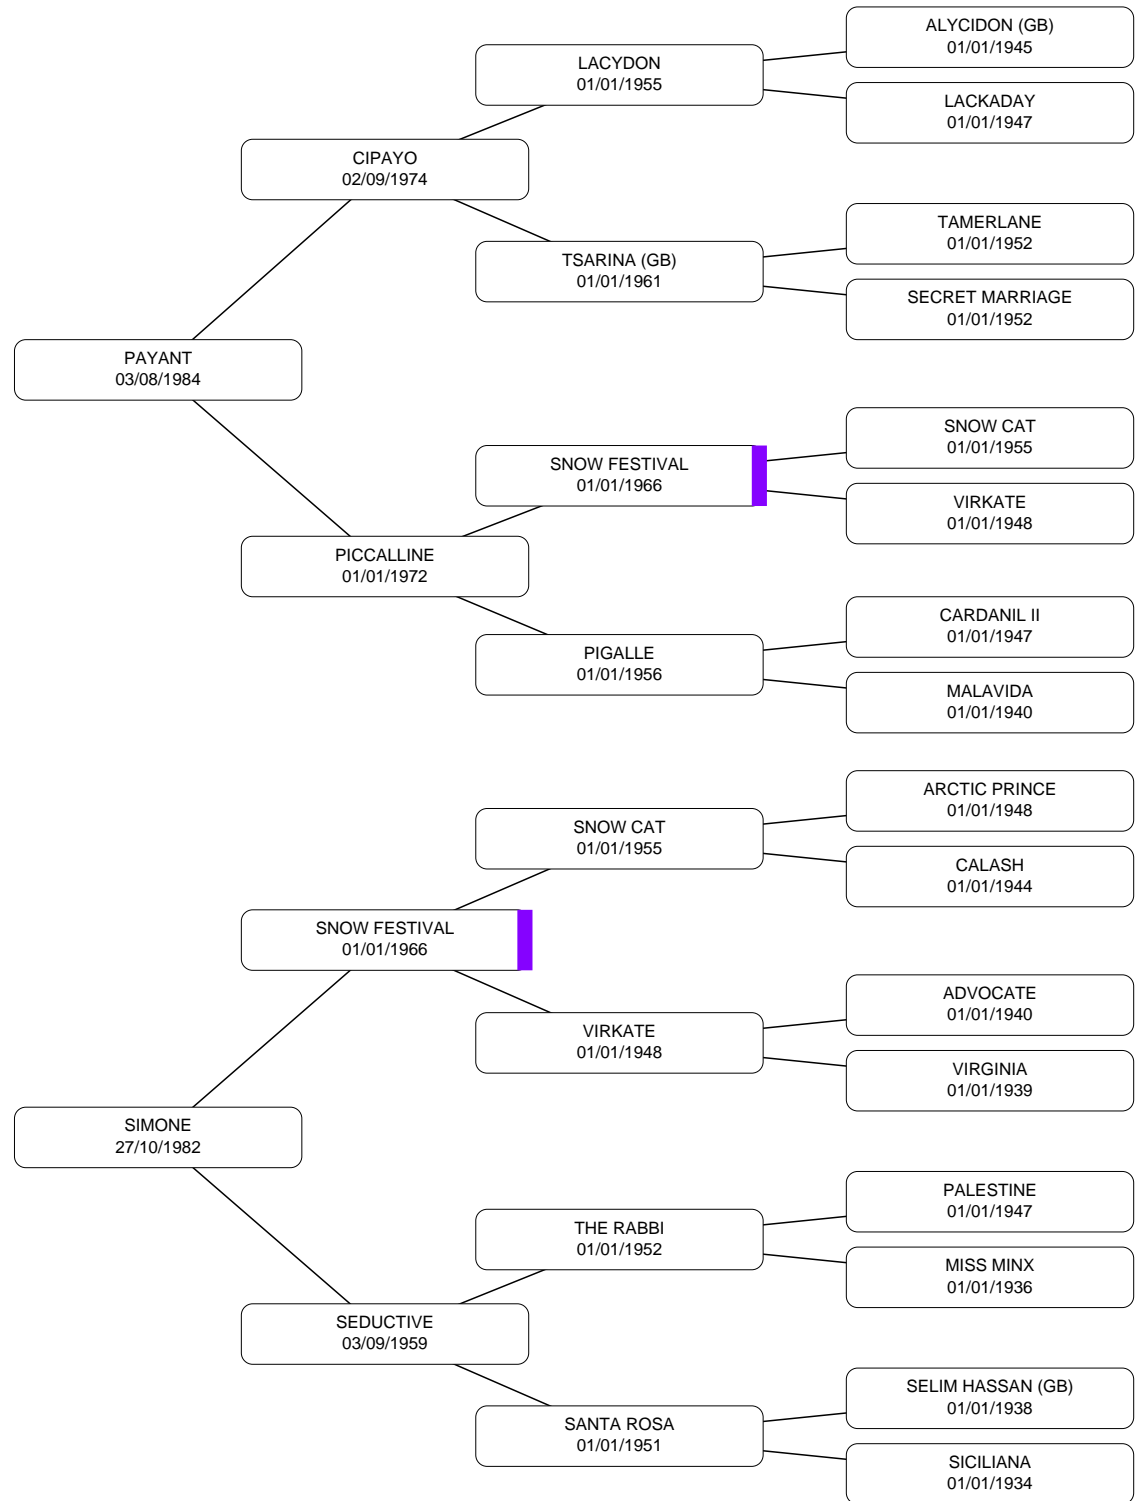 ALYCIDON (GB)
01/01/1945
LACYDON
01/01/1955
LACKADAY
01/01/1947
CIPAYO
02/09/1974
TAMERLANE
01/01/1952
TSARINA (GB)
01/01/1961
SECRET MARRIAGE
01/01/1952
PAYANT
03/08/1984
SNOW CAT
01/01/1955
SNOW FESTIVAL
01/01/1966
VIRKATE
01/01/1948
PICCALLINE
01/01/1972
CARDANIL II
01/01/1947
PIGALLE
01/01/1956
MALAVIDA
01/01/1940
ARCTIC PRINCE
01/01/1948
SNOW CAT
01/01/1955
CALASH
01/01/1944
SNOW FESTIVAL
01/01/1966
ADVOCATE
01/01/1940
VIRKATE
01/01/1948
VIRGINIA
01/01/1939
SIMONE
27/10/1982
PALESTINE
01/01/1947
THE RABBI
01/01/1952
MISS MINX
01/01/1936
SEDUCTIVE
03/09/1959
SELIM HASSAN (GB)
01/01/1938
SANTA ROSA
01/01/1951
SICILIANA
01/01/1934